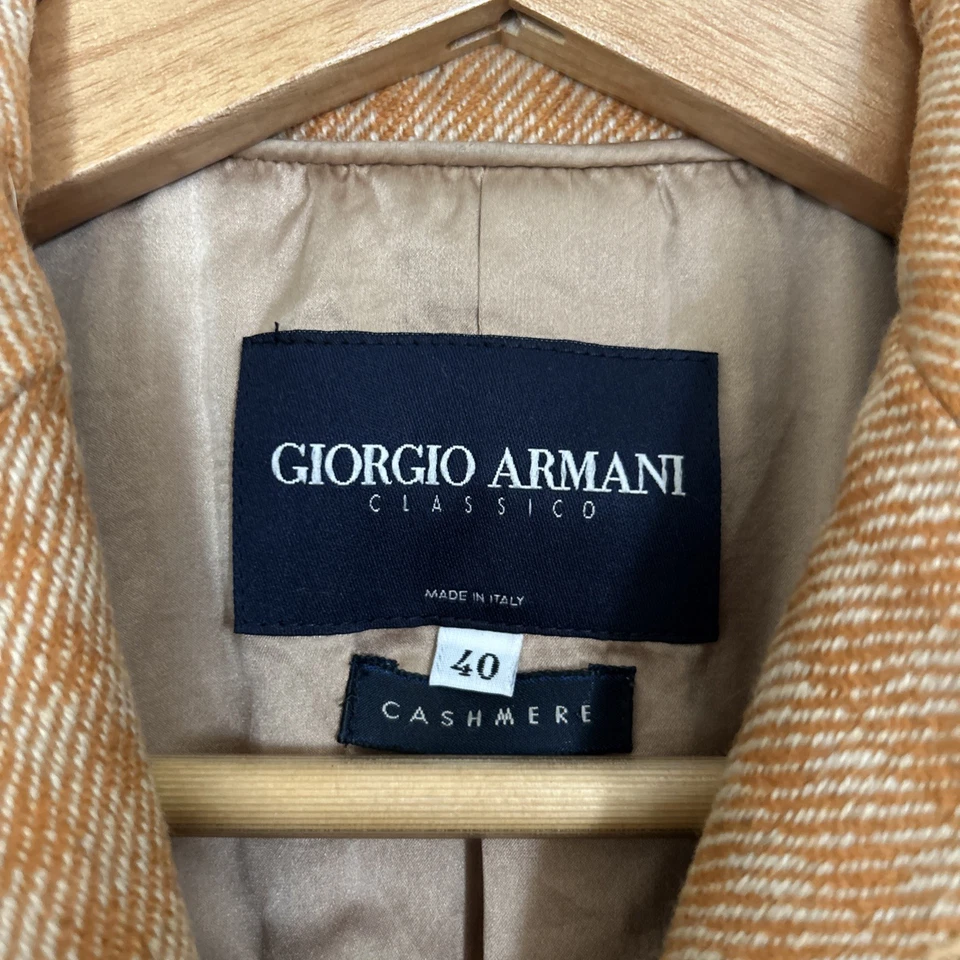 GIORGIO ARMANI
CLASSICO
MADE IN ITALY
40
CASHMERE